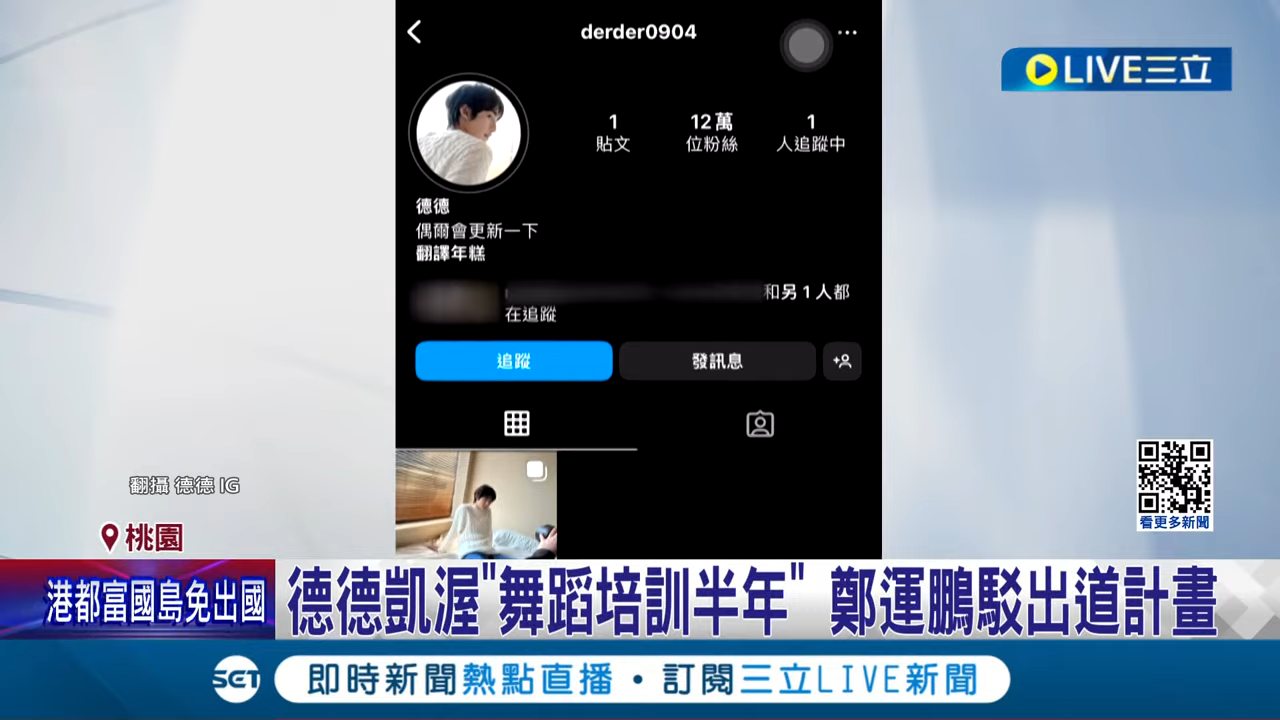 derder0904
LIVE三立
1
貼文
12萬
位粉絲
1
人追蹤中
德德
偶爾會更新一下
翻譯年糕
和另 1 人都
在追蹤
追蹤
發訊息
翻攝 德德 IG
桃園
看更多新聞
港都富國島免出國
德德凱渥"舞蹈培訓半年" 鄭運鵬駁出道計畫
SET
即時新聞熱點直播・訂閱三立LIVE新聞